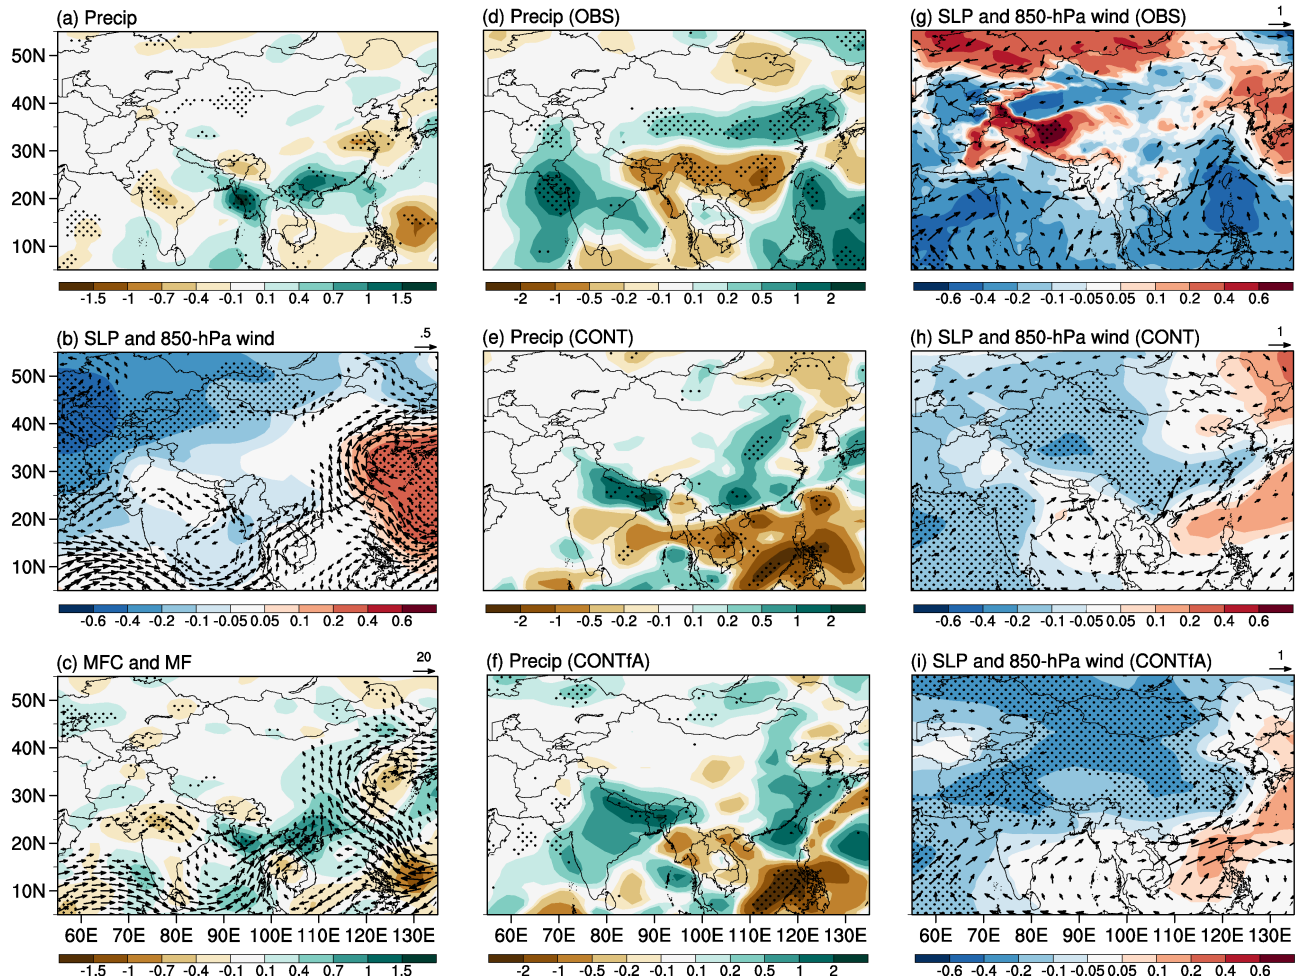 (a) Precip
50N
40N
30N
20N
10N
-1.5 -1 -0.7 -0.4 -0.1 0.1 0.4 0.7 1 1.5
(d) Precip (OBS)
-2 -1 -0.5 -0.2 -0.1 0.1 0.2 0.5 1 2
(g) SLP and 850-hPa wind (OBS) 1
-0.6 -0.4 -0.2 -0.1 -0.05 0.05 0.1 0.2 0.4 0.6
(b) SLP and 850-hPa wind .5
50N
40N
30N
20N
10N
-0.6 -0.4 -0.2 -0.1 -0.05 0.05 0.1 0.2 0.4 0.6
(e) Precip (CONT)
-2 -1 -0.5 -0.2 -0.1 0.1 0.2 0.5 1 2
(h) SLP and 850-hPa wind (CONT) 1
-0.6 -0.4 -0.2 -0.1 -0.05 0.05 0.1 0.2 0.4 0.6
(c) MFC and MF 20
50N
40N
30N
20N
10N
60E 70E 80E 90E 100E 110E 120E 130E
-1.5 -1 -0.7 -0.4 -0.1 0.1 0.4 0.7 1 1.5
(f) Precip (CONTfA)
60E 70E 80E 90E 100E 110E 120E 130E
-2 -1 -0.5 -0.2 -0.1 0.1 0.2 0.5 1 2
(i) SLP and 850-hPa wind (CONTfA) 1
60E 70E 80E 90E 100E 110E 120E 130E
-0.6 -0.4 -0.2 -0.1 -0.05 0.05 0.1 0.2 0.4 0.6